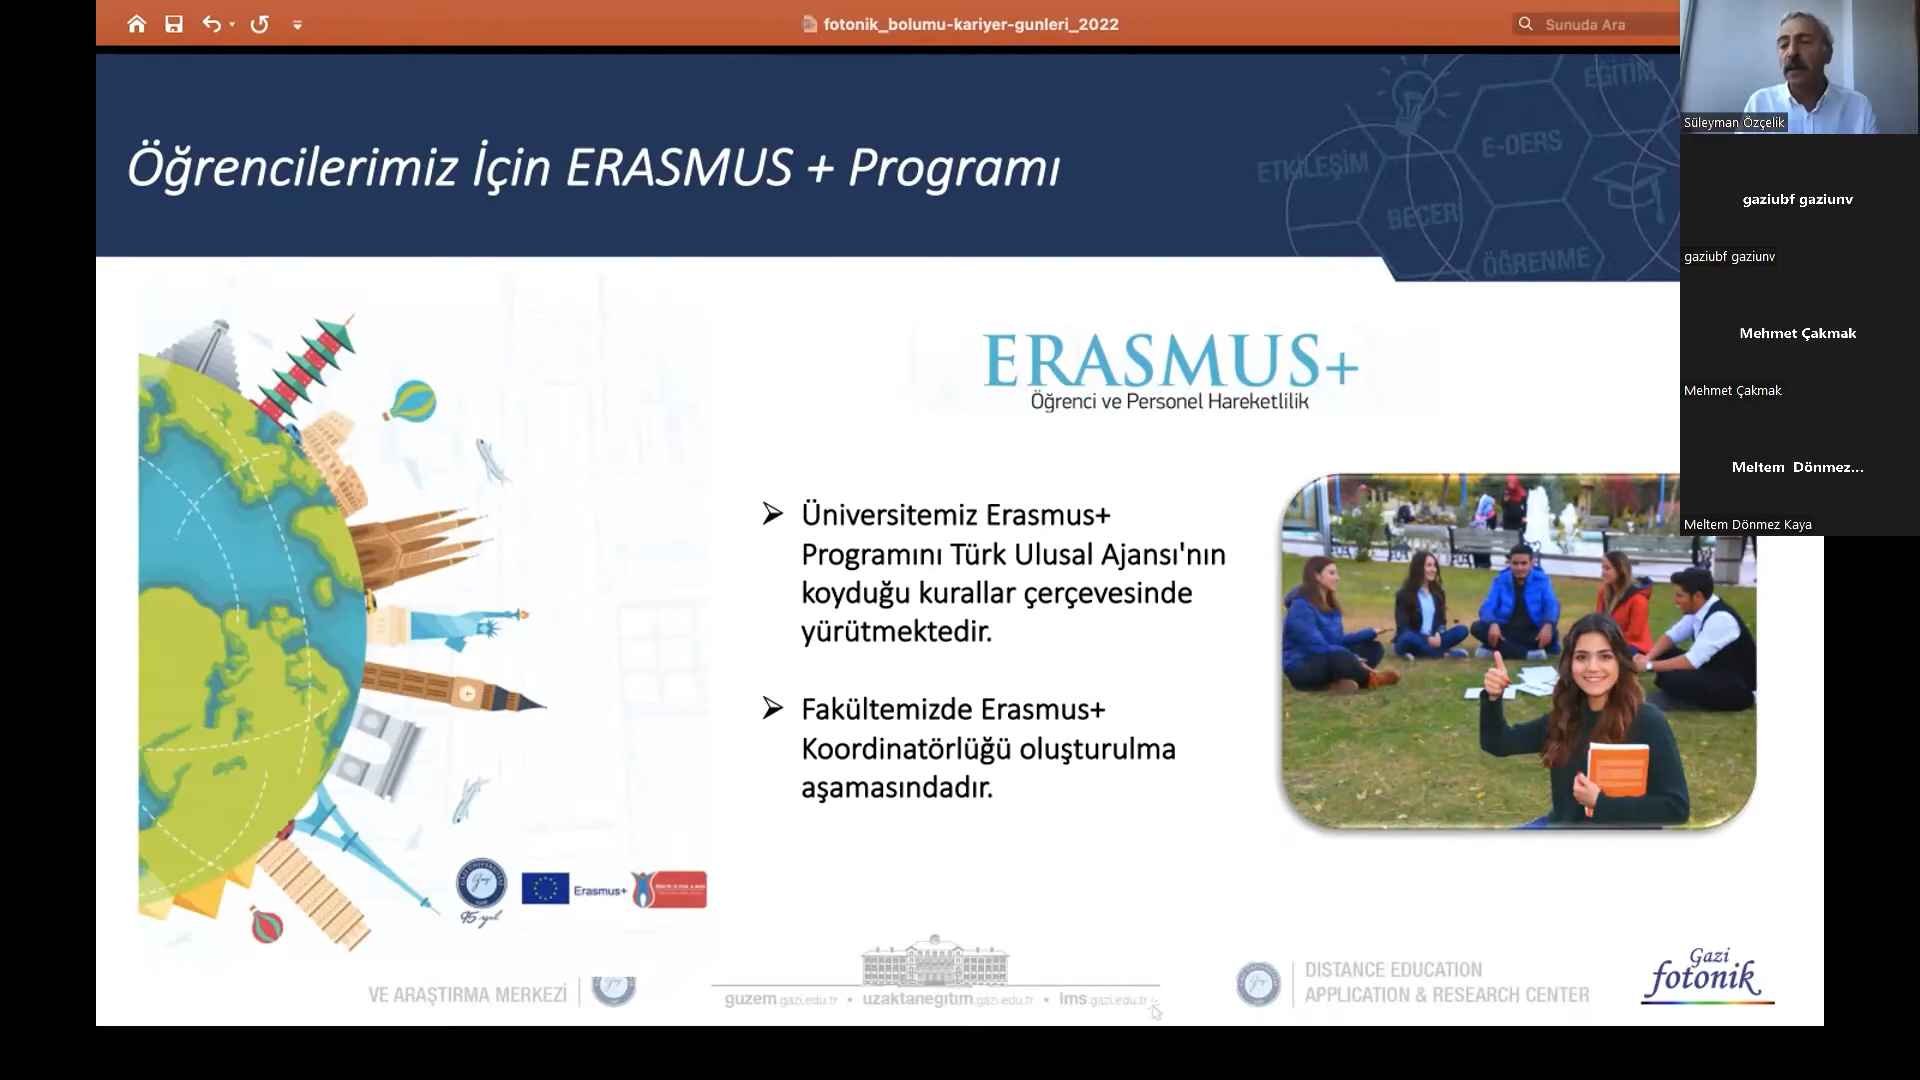 fotonik_bolumu-kariyer-gunleri_2022
Sunuda Ara
Öğrencilerimiz İçin ERASMUS + Programı
EĞİTİM
E-DERS
ETKİLEŞİM
BECERİ
ÖĞRENME
Süleyman Özçelik
gaziubf gaziunv
gaziubf gaziunv
Mehmet Çakmak
Mehmet Çakmak
Meltem Dönmez...
Meltem Dönmez Kaya
ERASMUS+
Öğrenci ve Personel Hareketlilik
➢ Üniversitemiz Erasmus+
Programını Türk Ulusal Ajansı'nın
koyduğu kurallar çerçevesinde
yürütmektedir.
➢ Fakültemizde Erasmus+
Koordinatörlüğü oluşturulma
aşamasındadır.
95. yıl
Erasmus+
VE ARAŞTIRMA MERKEZİ
guzem.gazi.edu.tr • uzaktanegitim.gazi.edu.tr • lms.gazi.edu.tr
DISTANCE EDUCATION
APPLICATION & RESEARCH CENTER
Gazi
fotonik